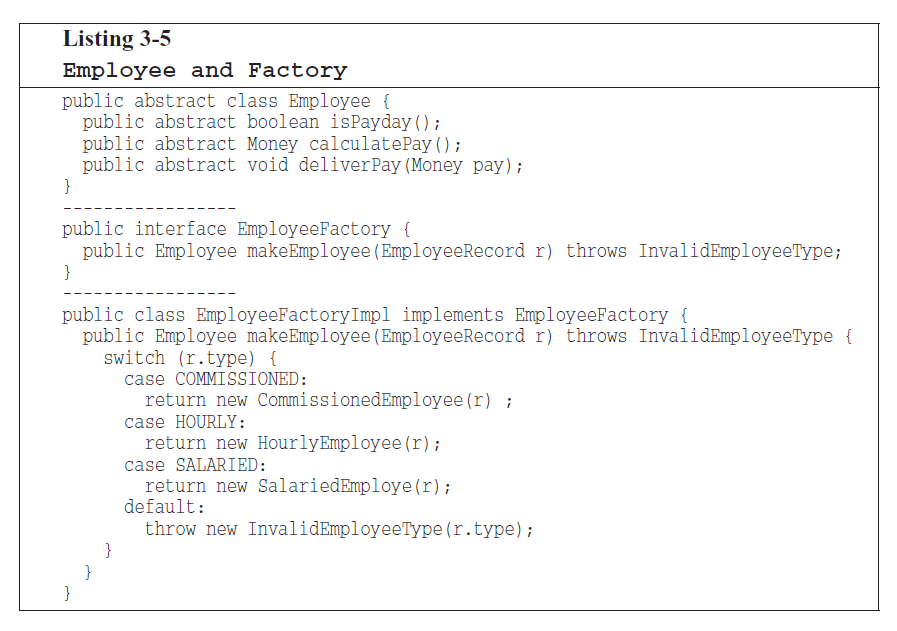 Listing 3-5
Employee and Factory
public abstract class Employee {
  public abstract boolean isPayday();
  public abstract Money calculatePay();
  public abstract void deliverPay(Money pay);
}
-----------------
public interface EmployeeFactory {
  public Employee makeEmployee(EmployeeRecord r) throws InvalidEmployeeType;
}
-----------------
public class EmployeeFactoryImpl implements EmployeeFactory {
  public Employee makeEmployee(EmployeeRecord r) throws InvalidEmployeeType {
    switch (r.type) {
      case COMMISSIONED:
        return new CommissionedEmployee(r) ;
      case HOURLY:
        return new HourlyEmployee(r);
      case SALARIED:
        return new SalariedEmploye(r);
      default:
        throw new InvalidEmployeeType(r.type);
    }
  }
}